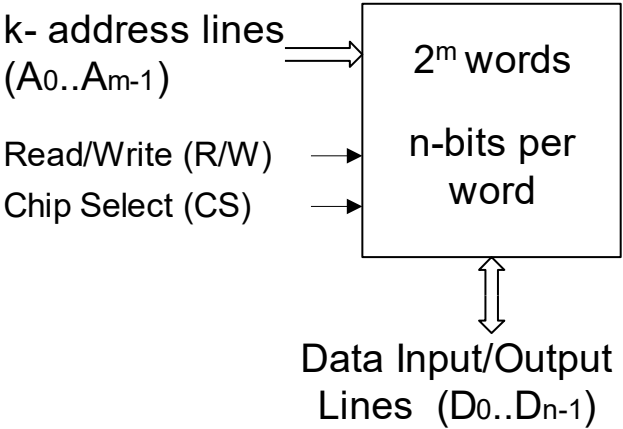 k- address lines
(A0..Am-1)
2m words
Read/Write (R/W)
n-bits per
word
Chip Select (CS)
Data Input/Output
Lines (D0..Dn-1)